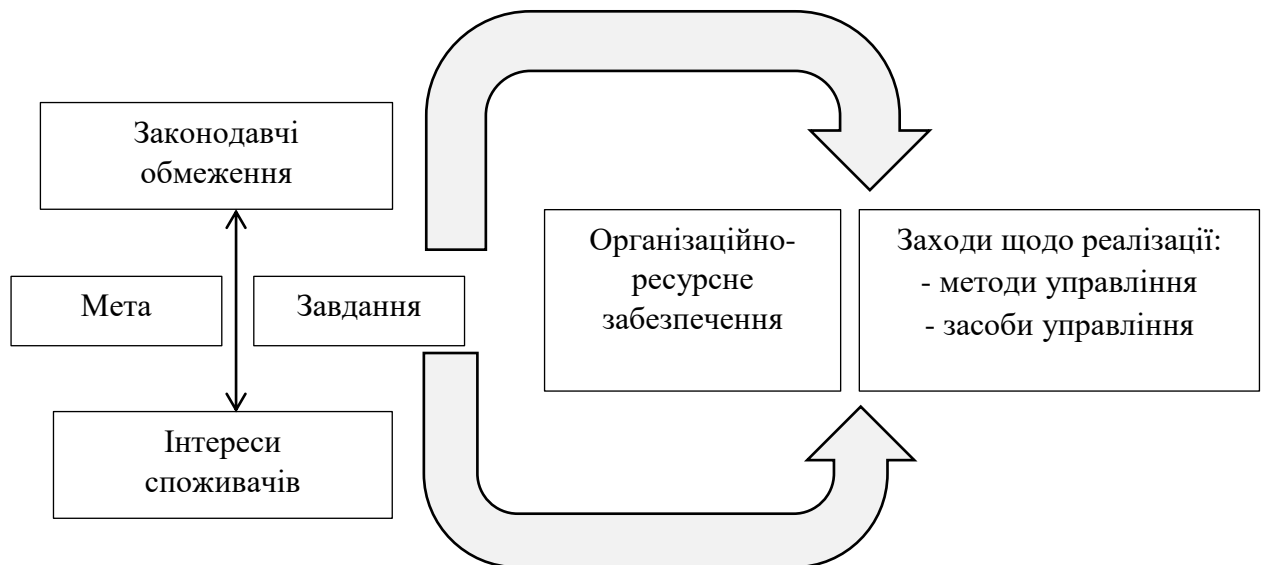 Законодавчі
обмеження
Мета
Завдання
Інтереси
споживачів
Організаційно-
ресурсне
забезпечення
Заходи щодо реалізації:
- методи управління
- засоби управління